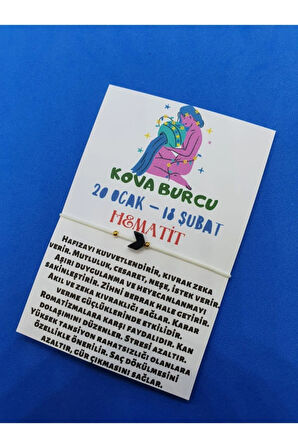 KOVA BURCU
20 OCAK – 18 ŞUBAT
HEMATİT
HAFIZAYI KUVVETLENDİRİR, KIVRAK ZEKA
VERİR. MUTLULUK, CESARET, NEŞE, İSTEK VERİR.
AŞIRI DUYGULANMA VE HEYECANLANMAYI
SAKİNLEŞTİRİR. ZİHNİ BERRAK HALE GETİRİR.
AKIL VE ZEKA KIVRAKLIĞI SAĞLAR. KARAR
VERME GÜÇLÜKLERİNDE ETKİLİDİR.
ROMATİZMALARA KARŞI FAYDALIDIR. KAN
DOLAŞIMINI DÜZENLER. STRESİ AZALTIR,
YÜKSEK TANSİYON RAHATSIZLIĞI OLANLARA
ÖZELLİKLE ÖNERİLİR. SAÇ DÖKÜLMESİNİ
AZALTIR, GÜR ÇIKMASINI SAĞLAR.